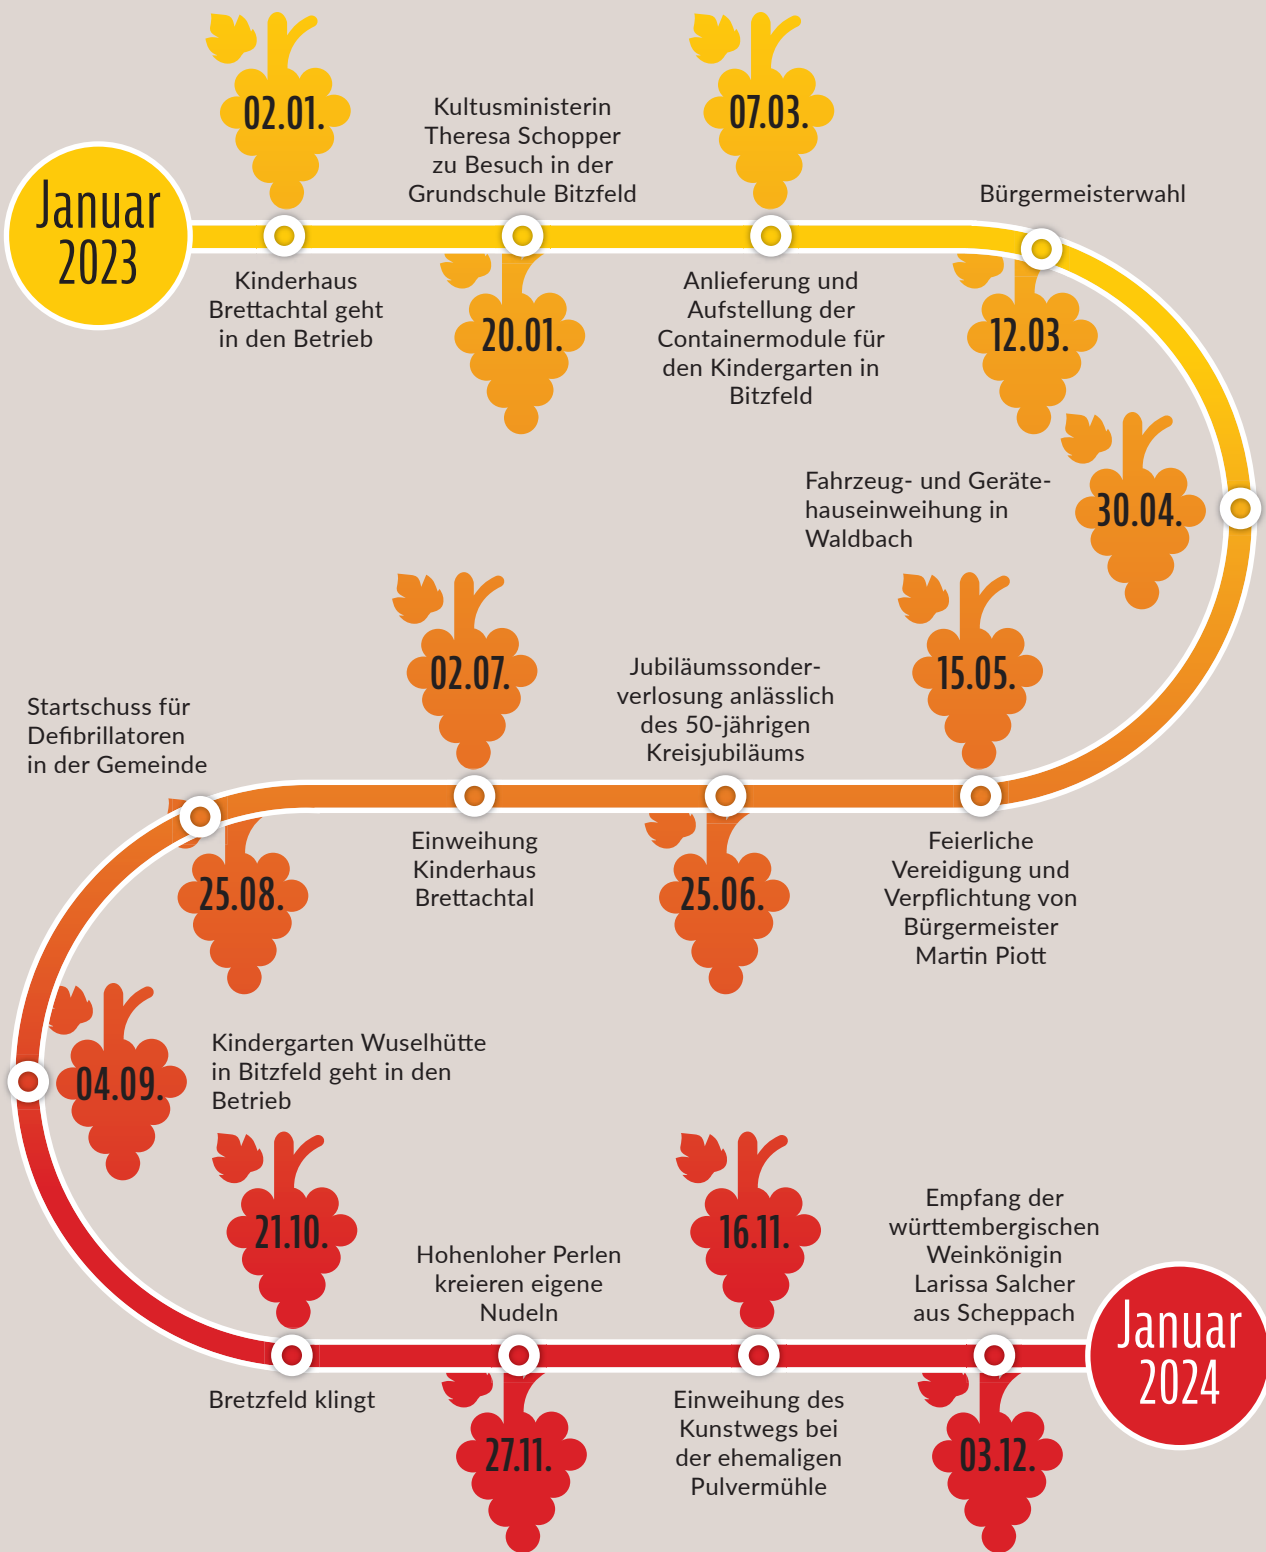 Januar
2023
02.01.
Kinderhaus
Brettachtal geht
in den Betrieb
Kultusministerin
Theresa Schopper
zu Besuch in der
Grundschule Bitzfeld
20.01.
07.03.
Anlieferung und
Aufstellung der
Containermodule für
den Kindergarten in
Bitzfeld
Bürgermeisterwahl
12.03.
Fahrzeug- und Geräte-
hauseinweihung in
Waldbach
30.04.
15.05.
Feierliche
Vereidigung und
Verpflichtung von
Bürgermeister
Martin Piott
Jubiläumssonder-
verlosung anlässlich
des 50-jährigen
Kreisjubiläums
25.06.
02.07.
Einweihung
Kinderhaus
Brettachtal
Startschuss für
Defibrillatoren
in der Gemeinde
25.08.
04.09.
Kindergarten Wuselhütte
in Bitzfeld geht in den
Betrieb
21.10.
Bretzfeld klingt
Hohenloher Perlen
kreieren eigene
Nudeln
27.11.
16.11.
Einweihung des
Kunstwegs bei
der ehemaligen
Pulvermühle
Empfang der
württembergischen
Weinkönigin
Larissa Salcher
aus Scheppach
03.12.
Januar
2024